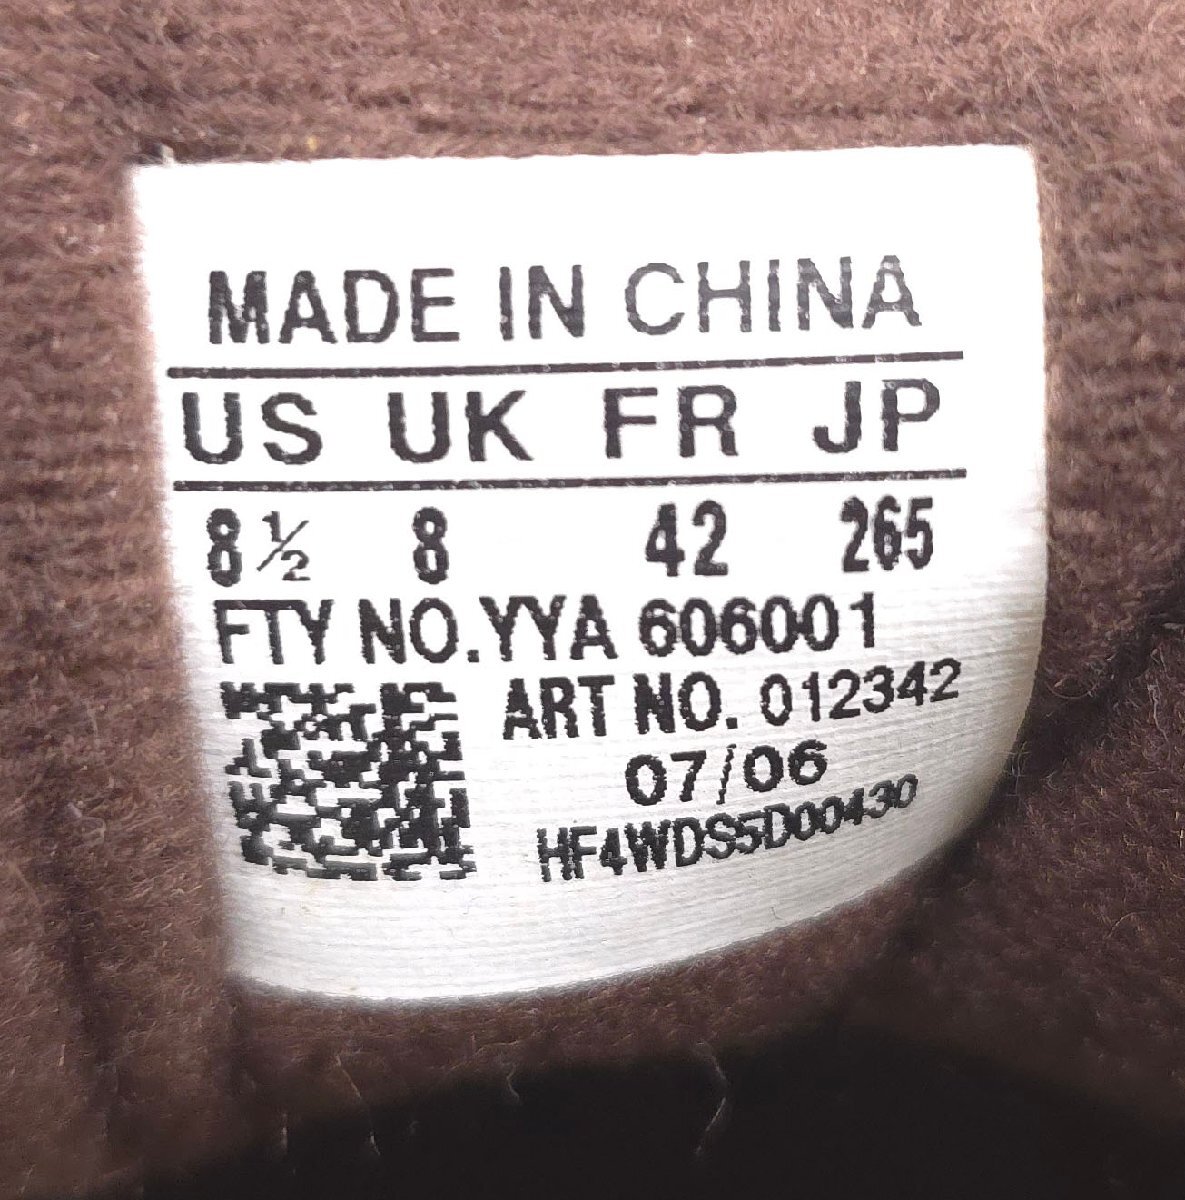 MADE IN CHINA
US UK FR JP
8½ 8 42 265
FTY NO.YYA 606001
ART NO. 012342
07/06
HF4WDS5D00430